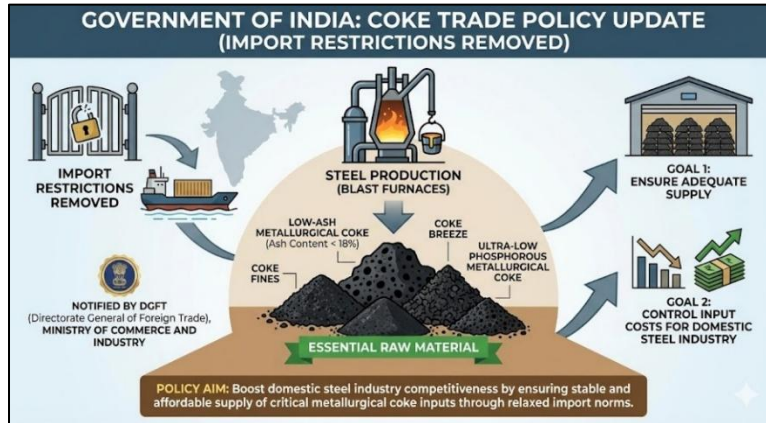 GOVERNMENT OF INDIA: COKE TRADE POLICY UPDATE
(IMPORT RESTRICTIONS REMOVED)
IMPORT
RESTRICTIONS
REMOVED
STEEL PRODUCTION
(BLAST FURNACES)
GOAL 1:
ENSURE ADEQUATE
SUPPLY
LOW-ASH
METALLURGICAL COKE
(Ash Content < 18%)
COKE
BREEZE
ULTRA-LOW
PHOSPHOROUS
METALLURGICAL
COKE
COKE
FINES
NOTIFIED BY DGFT
(Directorate General of Foreign Trade),
MINISTRY OF COMMERCE AND
INDUSTRY
GOAL 2:
CONTROL INPUT
COSTS FOR DOMESTIC
STEEL INDUSTRY
ESSENTIAL RAW MATERIAL
POLICY AIM: Boost domestic steel industry competitiveness by ensuring stable and
affordable supply of critical metallurgical coke inputs through relaxed import norms.